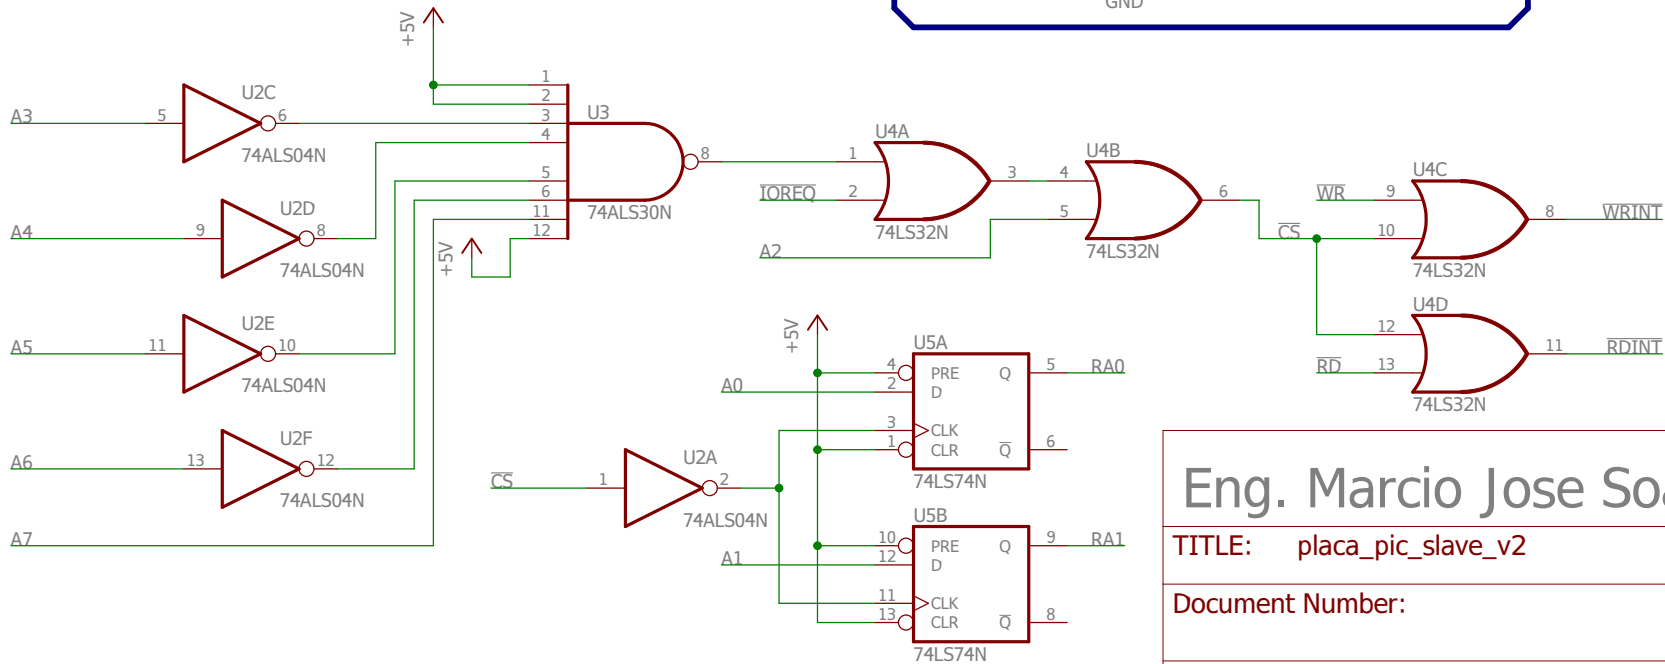 GND
+5V
A3
5
U2C
6
74ALS04N
1
2
3
4
5
6
11
12
U3
8
74ALS30N
A4
9
U2D
8
74ALS04N
+5V
A5
11
U2E
10
74ALS04N
A6
13
U2F
12
74ALS04N
A7
U4A
1
IOREQ
2
3
74LS32N
A2
U4B
4
5
6
74LS32N
CS
U4C
WR
9
10
8
WRINT
74LS32N
U4D
12
RD
13
11
RDINT
74LS32N
+5V
U5A
4
PRE
Q
5
RA0
A0
2
D
3
CLK
1
CLR
Q
6
74LS74N
CS
1
U2A
2
74ALS04N
U5B
10
PRE
Q
9
RA1
A1
12
D
11
CLK
13
CLR
Q
8
74LS74N
Eng. Marcio Jose
TITLE: placa_pic_slave_v2
Document Number: